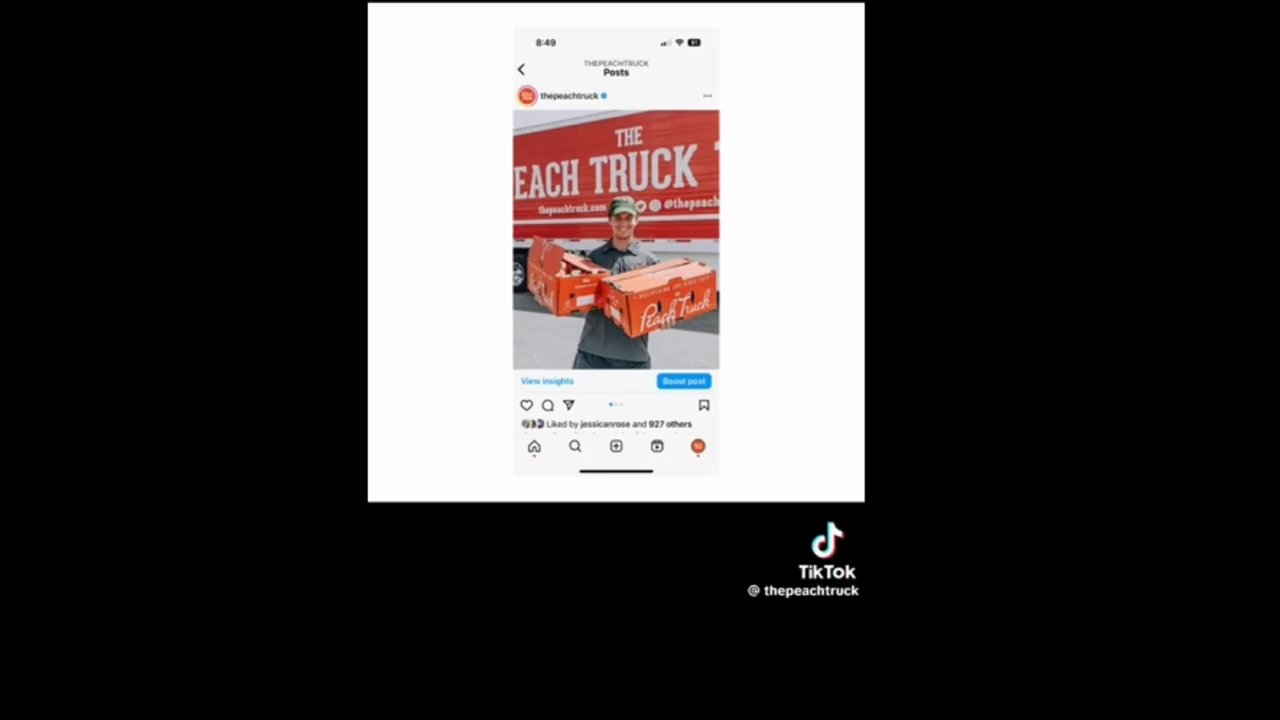 8:49
91
THEPEACHTRUCK
Posts
thepeachtruck
THE
EACH TRUCK
thepeachtruck.com
@thepeach
Peach Truck
View insights
Boost post
Liked by jessicanrose and 927 others
TikTok
@ thepeachtruck